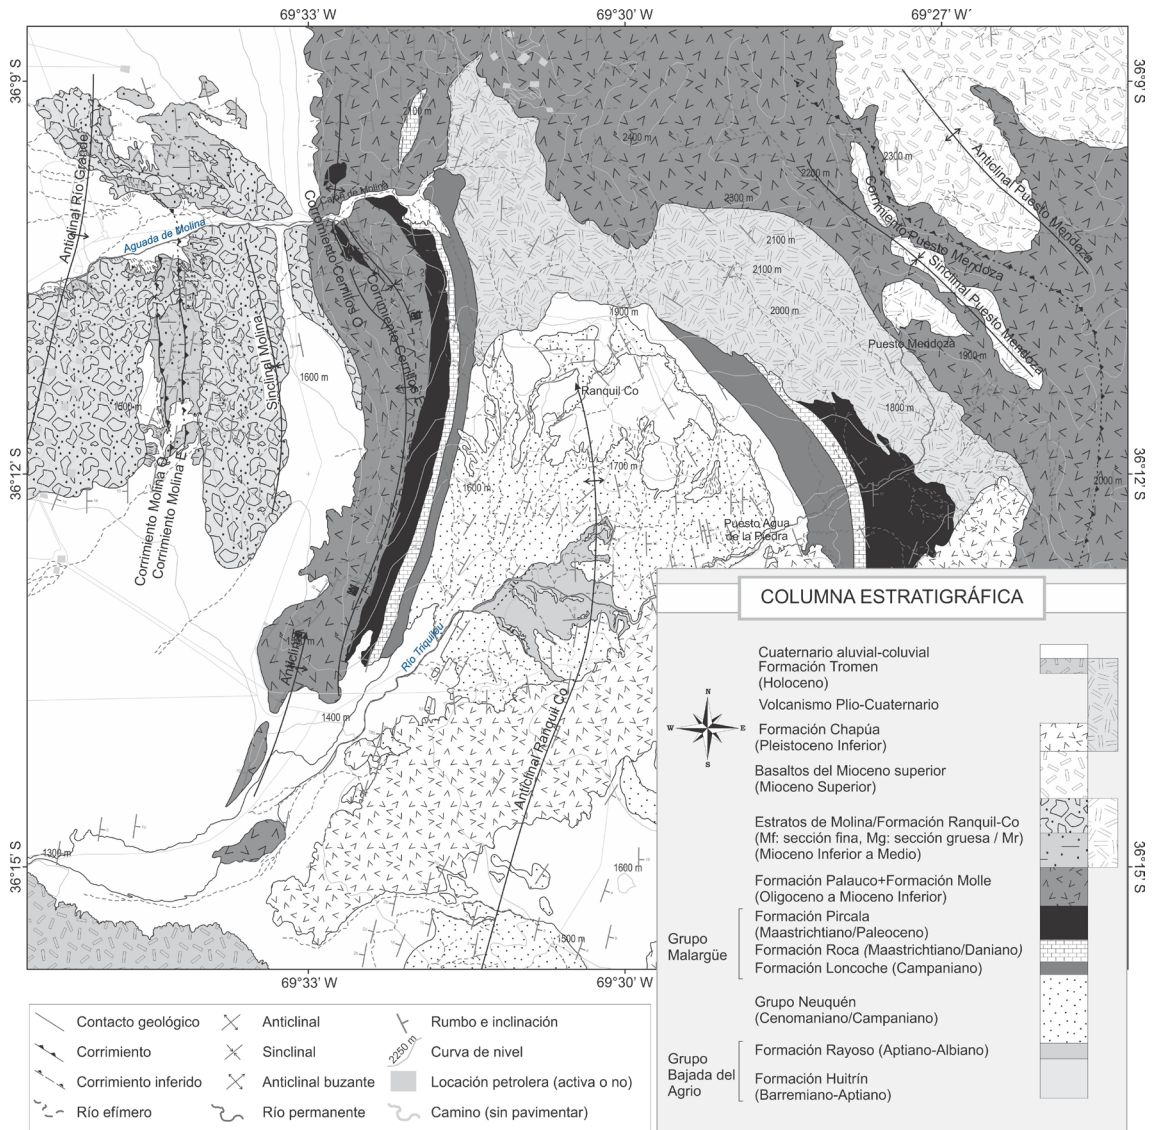 69°33' W
69°30' W
69°27' W
36°9' S
36°9' S
2100 m
2400 m
2300 m
2200 m
Anticlinal Río Grande
Anticlinal Puesto Mendoza
Corrimiento Puesto Mendoza
Sinclinal Puesto Mendoza
2300 m
Aguada de Molina
Corrimiento Cerrillos O
Corrimiento Cerrillos E
2100 m
2100 m
2000 m
1900 m
Puesto Mendoza
1900 m
Sinclinal Molina
1600 m
Ranquil Co
1800 m
36°12' S
36°12' S
1700 m
1600 m
2000 m
Corrimiento Molina O
Corrimiento Molina E
Puesto Agua
de la Piedra
Río Triquilou
Anticlinal
1400 m
Anticlinal Ranquil Co
1300 m
1600 m
1500 m
36°15' S
36°15' S
69°33' W
69°30' W
COLUMNA ESTRATIGRÁFICA
N
W
E
S
Cuaternario aluvial-coluvial
Formación Tromen
(Holoceno)
Volcanismo Plio-Cuaternario
Formación Chapúa
(Pleistoceno Inferior)
Basaltos del Mioceno superior
(Mioceno Superior)
Estratos de Molina/Formación Ranquil-Co
(Mf: sección fina, Mg: sección gruesa / Mr)
(Mioceno Inferior a Medio)
Formación Palauco+Formación Molle
(Oligoceno a Mioceno Inferior)
Grupo
Malargüe
Formación Pircala
(Maastrichtiano/Paleoceno)
Formación Roca (Maastrichtiano/Daniano)
Formación Loncoche (Campaniano)
Grupo Neuquén
(Cenomaniano/Campaniano)
Grupo
Bajada del
Agrio
Formación Rayoso (Aptiano-Albiano)
Formación Huitrín
(Barremiano-Aptiano)
Contacto geológico
Anticlinal
Rumbo e inclinación
Corrimiento
Sinclinal
2250 m
Curva de nivel
Corrimiento inferido
Anticlinal buzante
Locación petrolera (activa o no)
Río efímero
Río permanente
Camino (sin pavimentar)